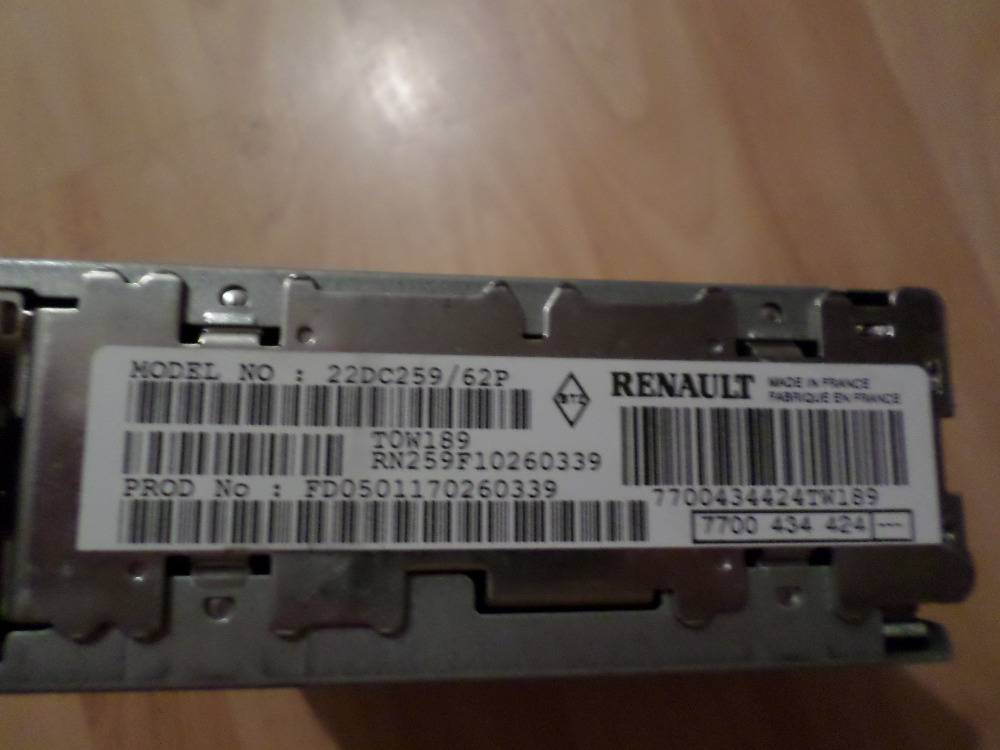 MODEL NO : 22DC259/62P
RENAULT
MADE IN FRANCE
FABRIQUE EN FRANCE
TOW189
RN259F10260339
PROD No : FD0501170260339
7700434424TW189
7700 434 424 ---